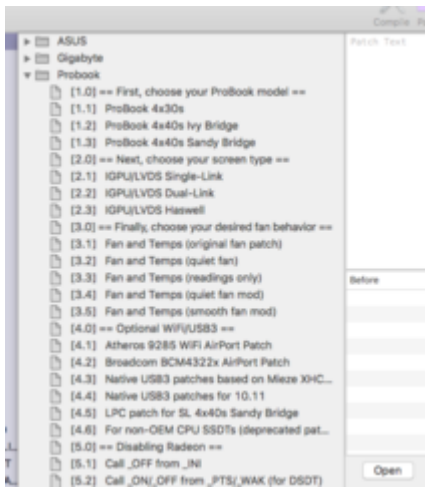 Compile
ASUS
Patch Text
Gigabyte
Probook
[1.0] == First, choose your ProBook model ==
[1.1] ProBook 4x30s
[1.2] ProBook 4x40s Ivy Bridge
[1.3] ProBook 4x40s Sandy Bridge
[2.0] == Next, choose your screen type ==
[2.1] IGPU/LVDS Single-Link
[2.2] IGPU/LVDS Dual-Link
[2.3] IGPU/LVDS Haswell
[3.0] == Finally, choose your desired fan behavior ==
[3.1] Fan and Temps (original fan patch)
[3.2] Fan and Temps (quiet fan)
[3.3] Fan and Temps (readings only)
Before
[3.4] Fan and Temps (quiet fan mod)
[3.5] Fan and Temps (smooth fan mod)
[4.0] == Optional WiFi/USB3 ==
[4.1] Atheros 9285 WiFi AirPort Patch
[4.2] Broadcom BCM4322x AirPort Patch
[4.3] Native USB3 patches based on Mieze XHC...
[4.4] Native USB3 patches for 10.11
[4.5] LPC patch for SL 4x40s Sandy Bridge
[4.6] For non-OEM CPU SSDTs (deprecated pat...
[5.0] == Disabling Radeon ==
[5.1] Call _OFF from _INI
Open
[5.2] Call _ON/_OFF from _PTS/_WAK (for DSDT)